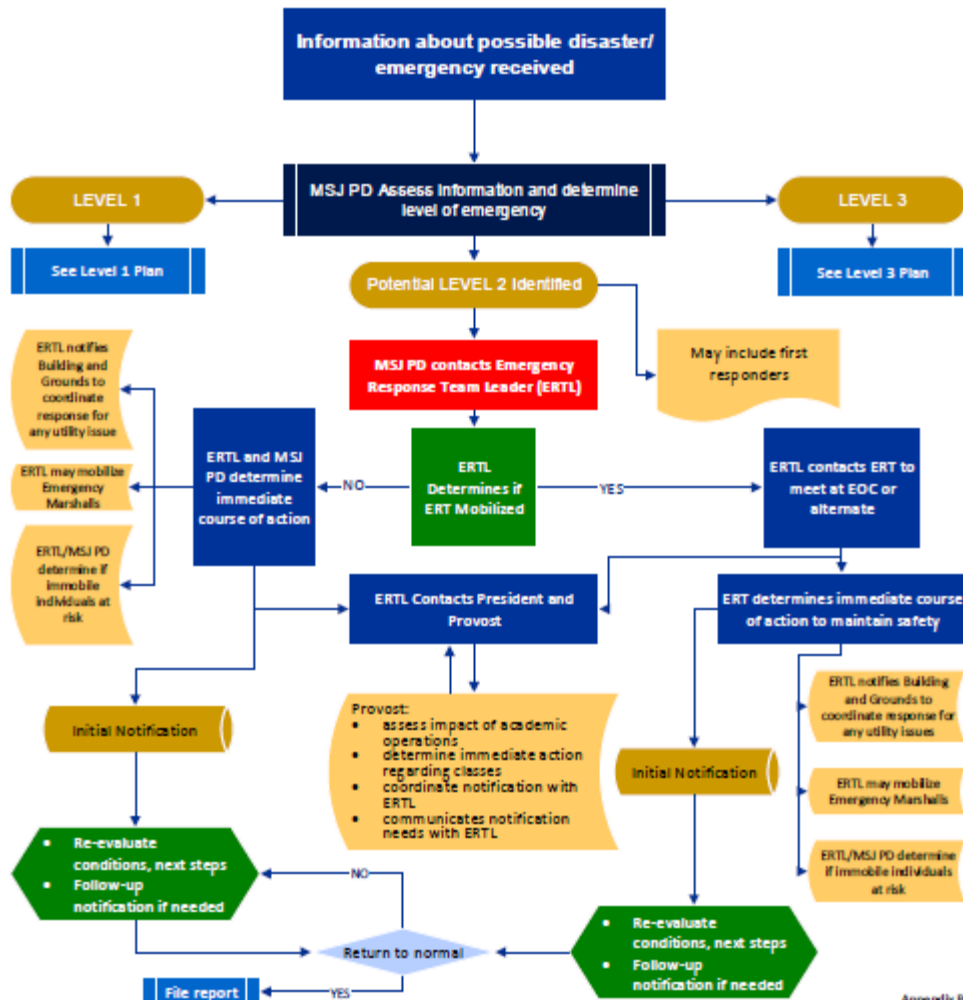 Information about possible disaster/
emergency received
MSJ PD Assess Information and determine
level of emergency
LEVEL 1
LEVEL 3
See Level 1 Plan
See Level 3 Plan
Potential LEVEL 2 Identified
May include first
responders
MSJ PD contacts Emergency
Response Team Leader (ERTL)
ERTL notifies
Building and
Grounds to
coordinate
response for
any utility issue
ERTL may mobilize
Emergency
Marshalls
ERTL/MSJ PD
determine if
immobile
individuals at
risk
ERTL and MSJ
PD determine
immediate
course of action
NO
ERTL
Determines if
ERT Mobilized
YES
ERTL contacts ERT to
meet at EOC or
alternate
ERTL Contacts President and
Provost
ERT determines immediate course
of action to maintain safety
Initial Notification
Provost:
• assess impact of academic
operations
• determine immediate action
regarding classes
• coordinate notification with
ERTL
• communicates notification
needs with ERTL
Initial Notification
ERTL notifies Building
and Grounds to
coordinate response for
any utility issues
ERTL may mobilize
Emergency Marshalls
ERTL/MSJ PD determine
if immobile individuals
at risk
• Re-evaluate
conditions, next steps
• Follow-up
notification if needed
NO
Return to normal
• Re-evaluate
conditions, next steps
• Follow-up
notification if needed
YES
File report
Appendix